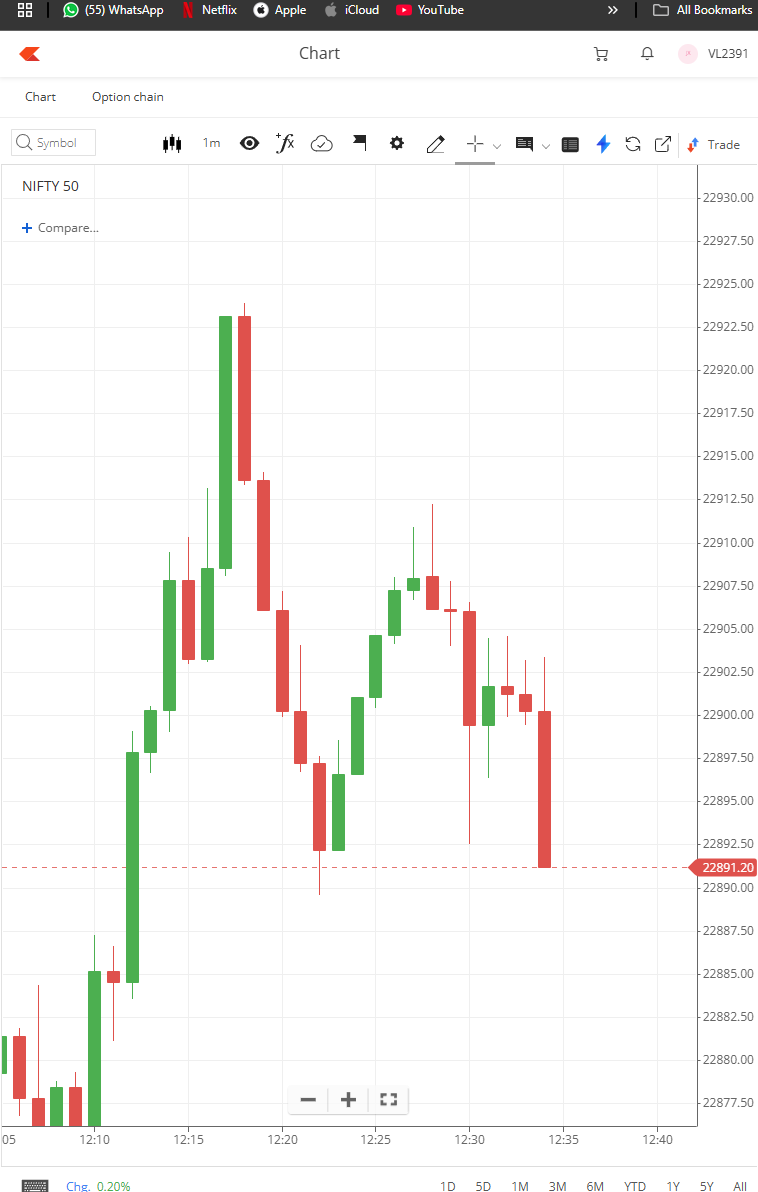 (55) WhatsApp Netflix Apple iCloud YouTube » All Bookmarks
Chart VL2391
Chart Option chain
Symbol 1m Trade
NIFTY 50
+ Compare...
22930.00
22927.50
22925.00
22922.50
22920.00
22917.50
22915.00
22912.50
22910.00
22907.50
22905.00
22902.50
22900.00
22897.50
22895.00
22892.50
22891.20
22890.00
22887.50
22885.00
22882.50
22880.00
22877.50
05 12:10 12:15 12:20 12:25 12:30 12:35 12:40
Chg. 0.20% 1D 5D 1M 3M 6M YTD 1Y 5Y All